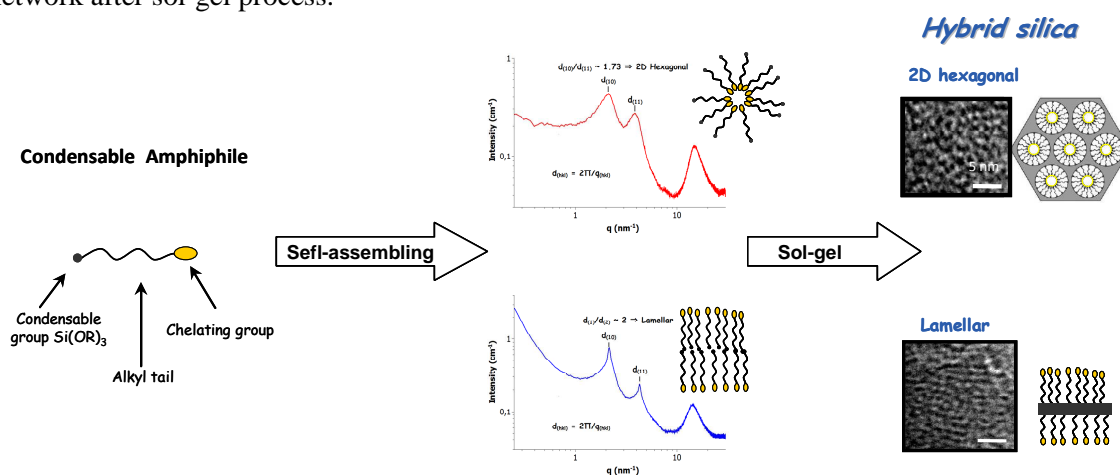 network after sol gel process.
Hybrid silica
2D hexagonal
5 nm
Condensable Amphiphile
Condensable
group Si(OR)3
Alkyl tail
Chelating group
Sefl-assembling
Intensity (cm-1)
1
0,1
d(10)/d(11) ~ 1.73 ⇒ 2D Hexagonal
d(10)
d(11)
d(hkl) = 2Π/q(hkl)
1
10
q (nm-1)
Sol-gel
Intensity (cm-1)
1
0,1
d(1)/d(2) ~ 2 → Lamellar
d(10)
d(11)
d(hkl) = 2Π/q(hkl)
1
10
q (nm-1)
Lamellar